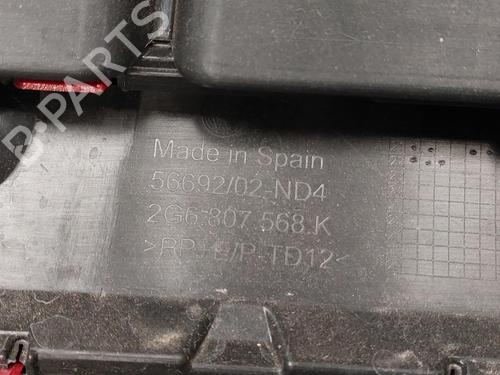 Made in Spain
56692/02-ND4
2G6.807.568.K
>PP+E/P-TD12<
B-PARTS